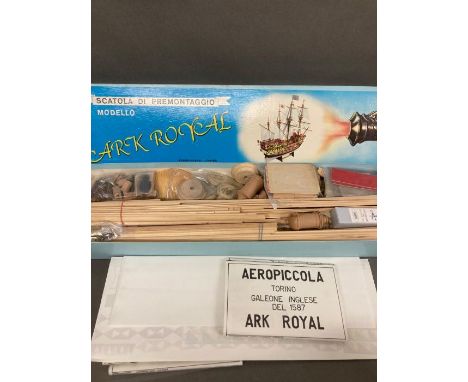 SCATOLA DI PREMONTAGGIO
MODELLO
ARK ROYAL
AEROPICCOLA
TORINO
GALEONE INGLESE
DEL 1587
ARK ROYAL